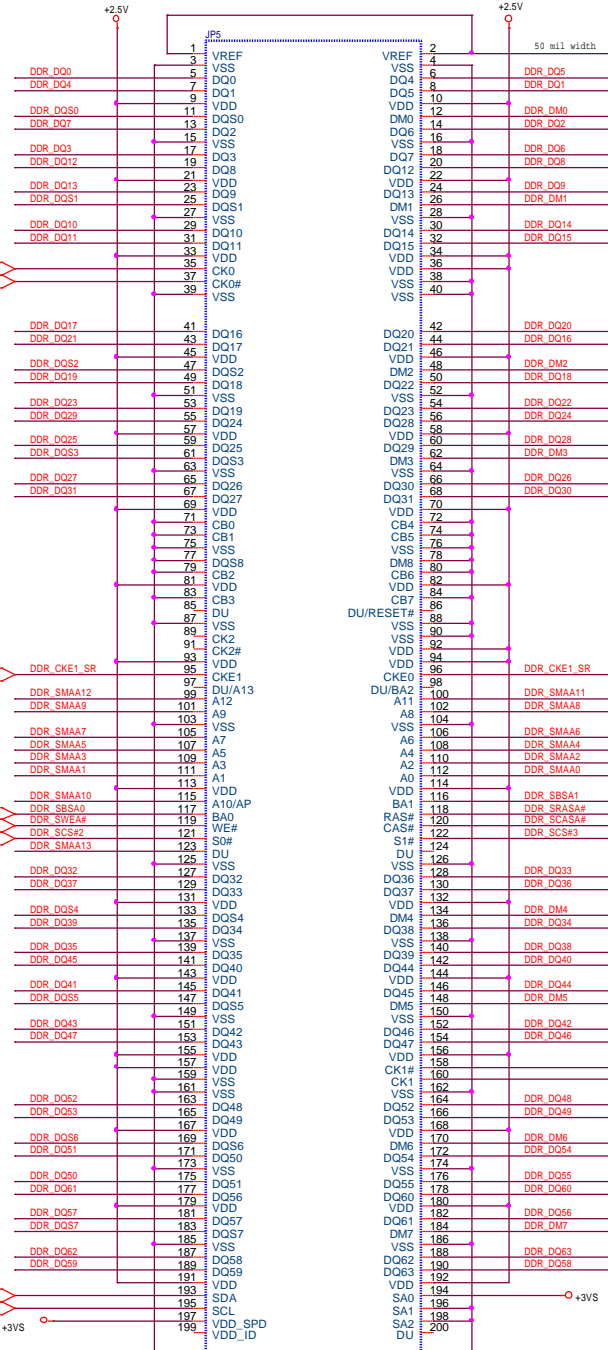 +2.5V +2.5V
JP5
1 VREF VREF 2 50 mil width
3 VSS VSS 4
DDR_DQ0 5 DQ0 DQ4 6 DDR_DQ5
DDR_DQ4 7 DQ1 DQ5 8 DDR_DQ1
9 VDD VDD 10
DDR_DQS0 11 DQS0 DM0 12 DDR_DM0
DDR_DQ7 13 DQ2 DQ6 14 DDR_DQ2
15 VSS VSS 16
DDR_DQ3 17 DQ3 DQ7 18 DDR_DQ6
DDR_DQ12 19 DQ8 DQ12 20 DDR_DQ8
21 VDD VDD 22
DDR_DQ13 23 DQ9 DQ13 24 DDR_DQ9
DDR_DQS1 25 DQS1 DM1 26 DDR_DM1
27 VSS VSS 28
DDR_DQ10 29 DQ10 DQ14 30 DDR_DQ14
DDR_DQ11 31 DQ11 DQ15 32 DDR_DQ15
33 VDD VDD 34
35 CK0 VDD 36
37 CK0# VSS 38
39 VSS VSS 40
DDR_DQ17 41 DQ16 DQ20 42 DDR_DQ20
DDR_DQ21 43 DQ17 DQ21 44 DDR_DQ16
45 VDD VDD 46
DDR_DQS2 47 DQS2 DM2 48 DDR_DM2
DDR_DQ19 49 DQ18 DQ22 50 DDR_DQ18
51 VSS VSS 52
DDR_DQ23 53 DQ19 DQ23 54 DDR_DQ22
DDR_DQ29 55 DQ24 DQ28 56 DDR_DQ24
57 VDD VDD 58
DDR_DQ25 59 DQ25 DQ29 60 DDR_DQ28
DDR_DQS3 61 DQS3 DM3 62 DDR_DM3
63 VSS VSS 64
DDR_DQ27 65 DQ26 DQ30 66 DDR_DQ26
DDR_DQ31 67 DQ27 DQ31 68 DDR_DQ30
69 VDD VDD 70
71 CB0 CB4 72
73 CB1 CB5 74
75 VSS VSS 76
77 DQS8 DM8 78
79 CB2 CB6 80
81 VDD VDD 82
83 CB3 CB7 84
85 DU DU/RESET# 86
87 VSS VSS 88
89 CK2 VSS 90
91 CK2# VDD 92
93 VDD VDD 94
DDR_CKE1_SR 95 CKE1 CKE0 96 DDR_CKE1_SR
97 DU/A13 DU/BA2 98
DDR_SMAA12 99 A12 A11 100 DDR_SMAA11
DDR_SMAA9 101 A9 A8 102 DDR_SMAA8
103 VSS VSS 104
DDR_SMAA7 105 A7 A6 106 DDR_SMAA6
DDR_SMAA5 107 A5 A4 108 DDR_SMAA4
DDR_SMAA3 109 A3 A2 110 DDR_SMAA2
DDR_SMAA1 111 A1 A0 112 DDR_SMAA0
113 VDD VDD 114
DDR_SMAA10 115 A10/AP BA1 116 DDR_SBSA1
DDR_SBSA0 117 BA0 RAS# 118 DDR_SRASA#
DDR_SWEA# 119 WE# CAS# 120 DDR_SCASA#
DDR_SCS#2 121 S0# S1# 122 DDR_SCS#3
DDR_SMAA13 123 DU DU 124
125 VSS VSS 126
DDR_DQ32 127 DQ32 DQ36 128 DDR_DQ33
DDR_DQ37 129 DQ33 DQ37 130 DDR_DQ36
131 VDD VDD 132
DDR_DQS4 133 DQS4 DM4 134 DDR_DM4
DDR_DQ39 135 DQ34 DQ38 136 DDR_DQ34
137 VSS VSS 138
DDR_DQ35 139 DQ35 DQ39 140 DDR_DQ38
DDR_DQ45 141 DQ40 DQ44 142 DDR_DQ40
143 VDD VDD 144
DDR_DQ41 145 DQ41 DQ45 146 DDR_DQ44
DDR_DQS5 147 DQS5 DM5 148 DDR_DM5
149 VSS VSS 150
DDR_DQ43 151 DQ42 DQ46 152 DDR_DQ42
DDR_DQ47 153 DQ43 DQ47 154 DDR_DQ46
155 VDD VDD 156
157 VDD CK1# 158
159 VSS CK1 160
161 VSS VSS 162
DDR_DQ52 163 DQ48 DQ52 164 DDR_DQ48
DDR_DQ53 165 DQ49 DQ53 166 DDR_DQ49
167 VDD VDD 168
DDR_DQS6 169 DQS6 DM6 170 DDR_DM6
DDR_DQ51 171 DQ50 DQ54 172 DDR_DQ54
173 VSS VSS 174
DDR_DQ50 175 DQ51 DQ55 176 DDR_DQ55
DDR_DQ61 177 DQ56 DQ60 178 DDR_DQ60
179 VDD VDD 180
DDR_DQ57 181 DQ57 DQ61 182 DDR_DQ56
DDR_DQS7 183 DQS7 DM7 184 DDR_DM7
185 VSS VSS 186
DDR_DQ62 187 DQ58 DQ62 188 DDR_DQ63
DDR_DQ59 189 DQ59 DQ63 190 DDR_DQ58
191 VDD VDD 192
193 SDA SA0 194 +3VS
195 SCL SA1 196
+3VS 197 VDD_SPD SA2 198
199 VDD_ID DU 200